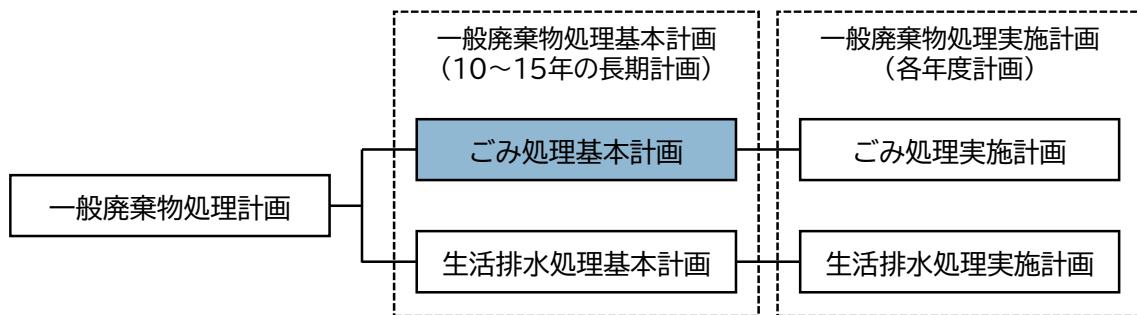 一般廃棄物処理基本計画
（10～15年の長期計画）
一般廃棄物処理実施計画
（各年度計画）
ごみ処理基本計画
ごみ処理実施計画
一般廃棄物処理計画
生活排水処理基本計画
生活排水処理実施計画